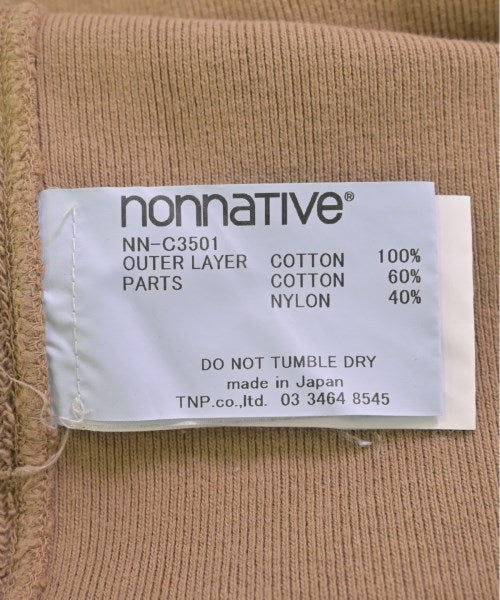 nonnative®
NN-C3501
OUTER LAYER COTTON 100%
PARTS COTTON 60%
NYLON 40%
DO NOT TUMBLE DRY
made in Japan
TNP.co.,ltd. 03 3464 8545